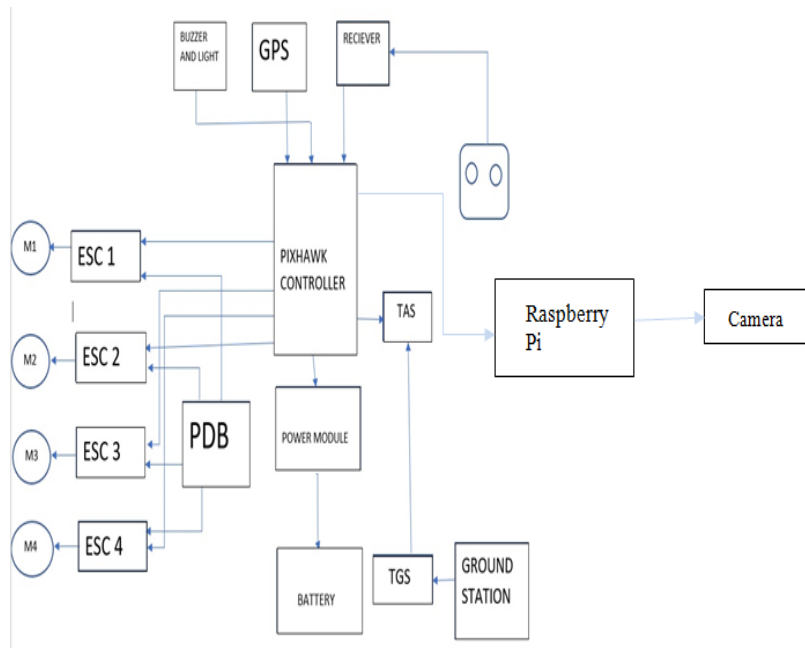 BUZZER
AND LIGHT
GPS
RECIEVER
M1
ESC 1
PIXHAWK
CONTROLLER
TAS
Raspberry
Pi
Camera
M2
ESC 2
M3
ESC 3
PDB
POWER MODULE
M4
ESC 4
BATTERY
TGS
GROUND
STATION